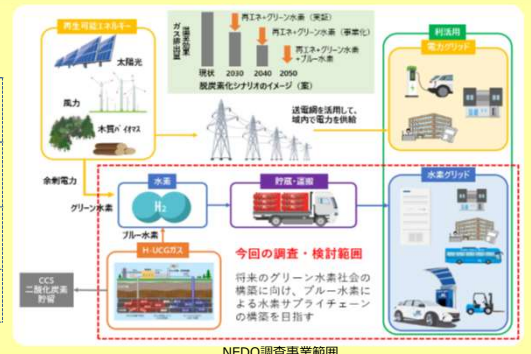 再生可能エネルギー
太陽光
風力
木質バイオマス
温室効果
ガス排出量
再エネ+グリーン水素(実証)
再エネ+グリーン水素(事業化)
再エネ+グリーン水素
+ブルー水素
現状 2030 2040 2050
脱炭素化シナリオのイメージ(案)
利活用
電力グリッド
送電網を活用して、
域内で電力を供給
余剰電力
グリーン水素
水素
H2
貯蔵・運搬
水素グリッド
ブルー水素
H-UCGガス
CCS
二酸化炭素
貯留
今回の調査・検討範囲
将来のグリーン水素社会の
構築に向け、ブルー水素に
よる水素サプライチェーン
の構築を目指す
NEDO調査事業範囲